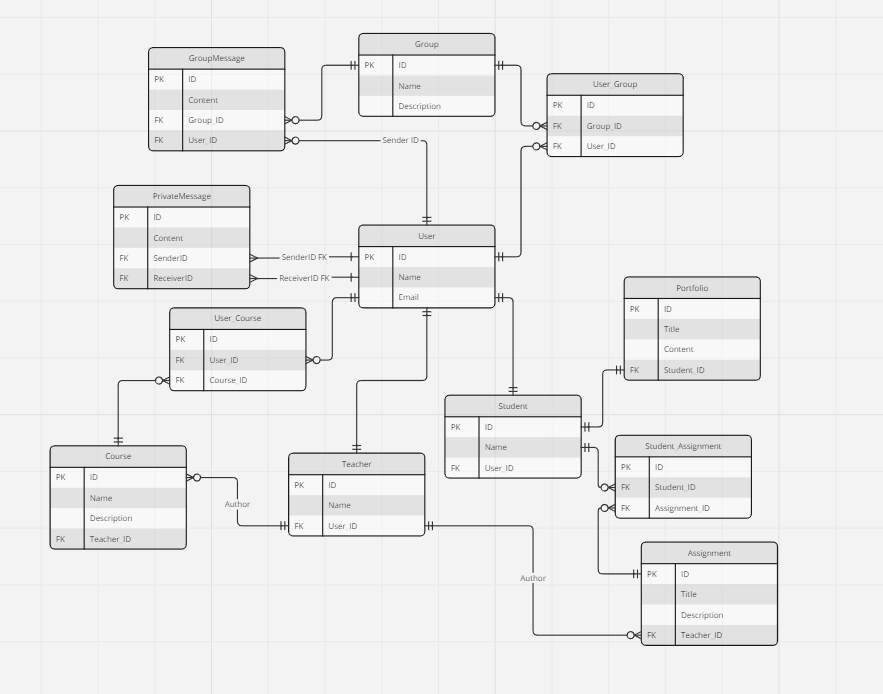 Group
PK ID
Name
Description
GroupMessage
PK ID
Content
FK Group_ID
FK User_ID
User_Group
PK ID
FK Group_ID
FK User_ID
Sender ID
PrivateMessage
PK ID
Content
FK SenderID
FK ReceiverID
User
PK ID
Name
Email
SenderID FK
ReceiverID FK
Portfolio
PK ID
Title
Content
FK Student_ID
User_Course
PK ID
FK User_ID
FK Course_ID
Student
PK ID
Name
FK User_ID
Student_Assignment
PK ID
FK Student_ID
FK Assignment_ID
Course
PK ID
Name
Description
FK Teacher_ID
Author
Teacher
PK ID
Name
FK User_ID
Author
Assignment
PK ID
Title
Description
FK Teacher_ID